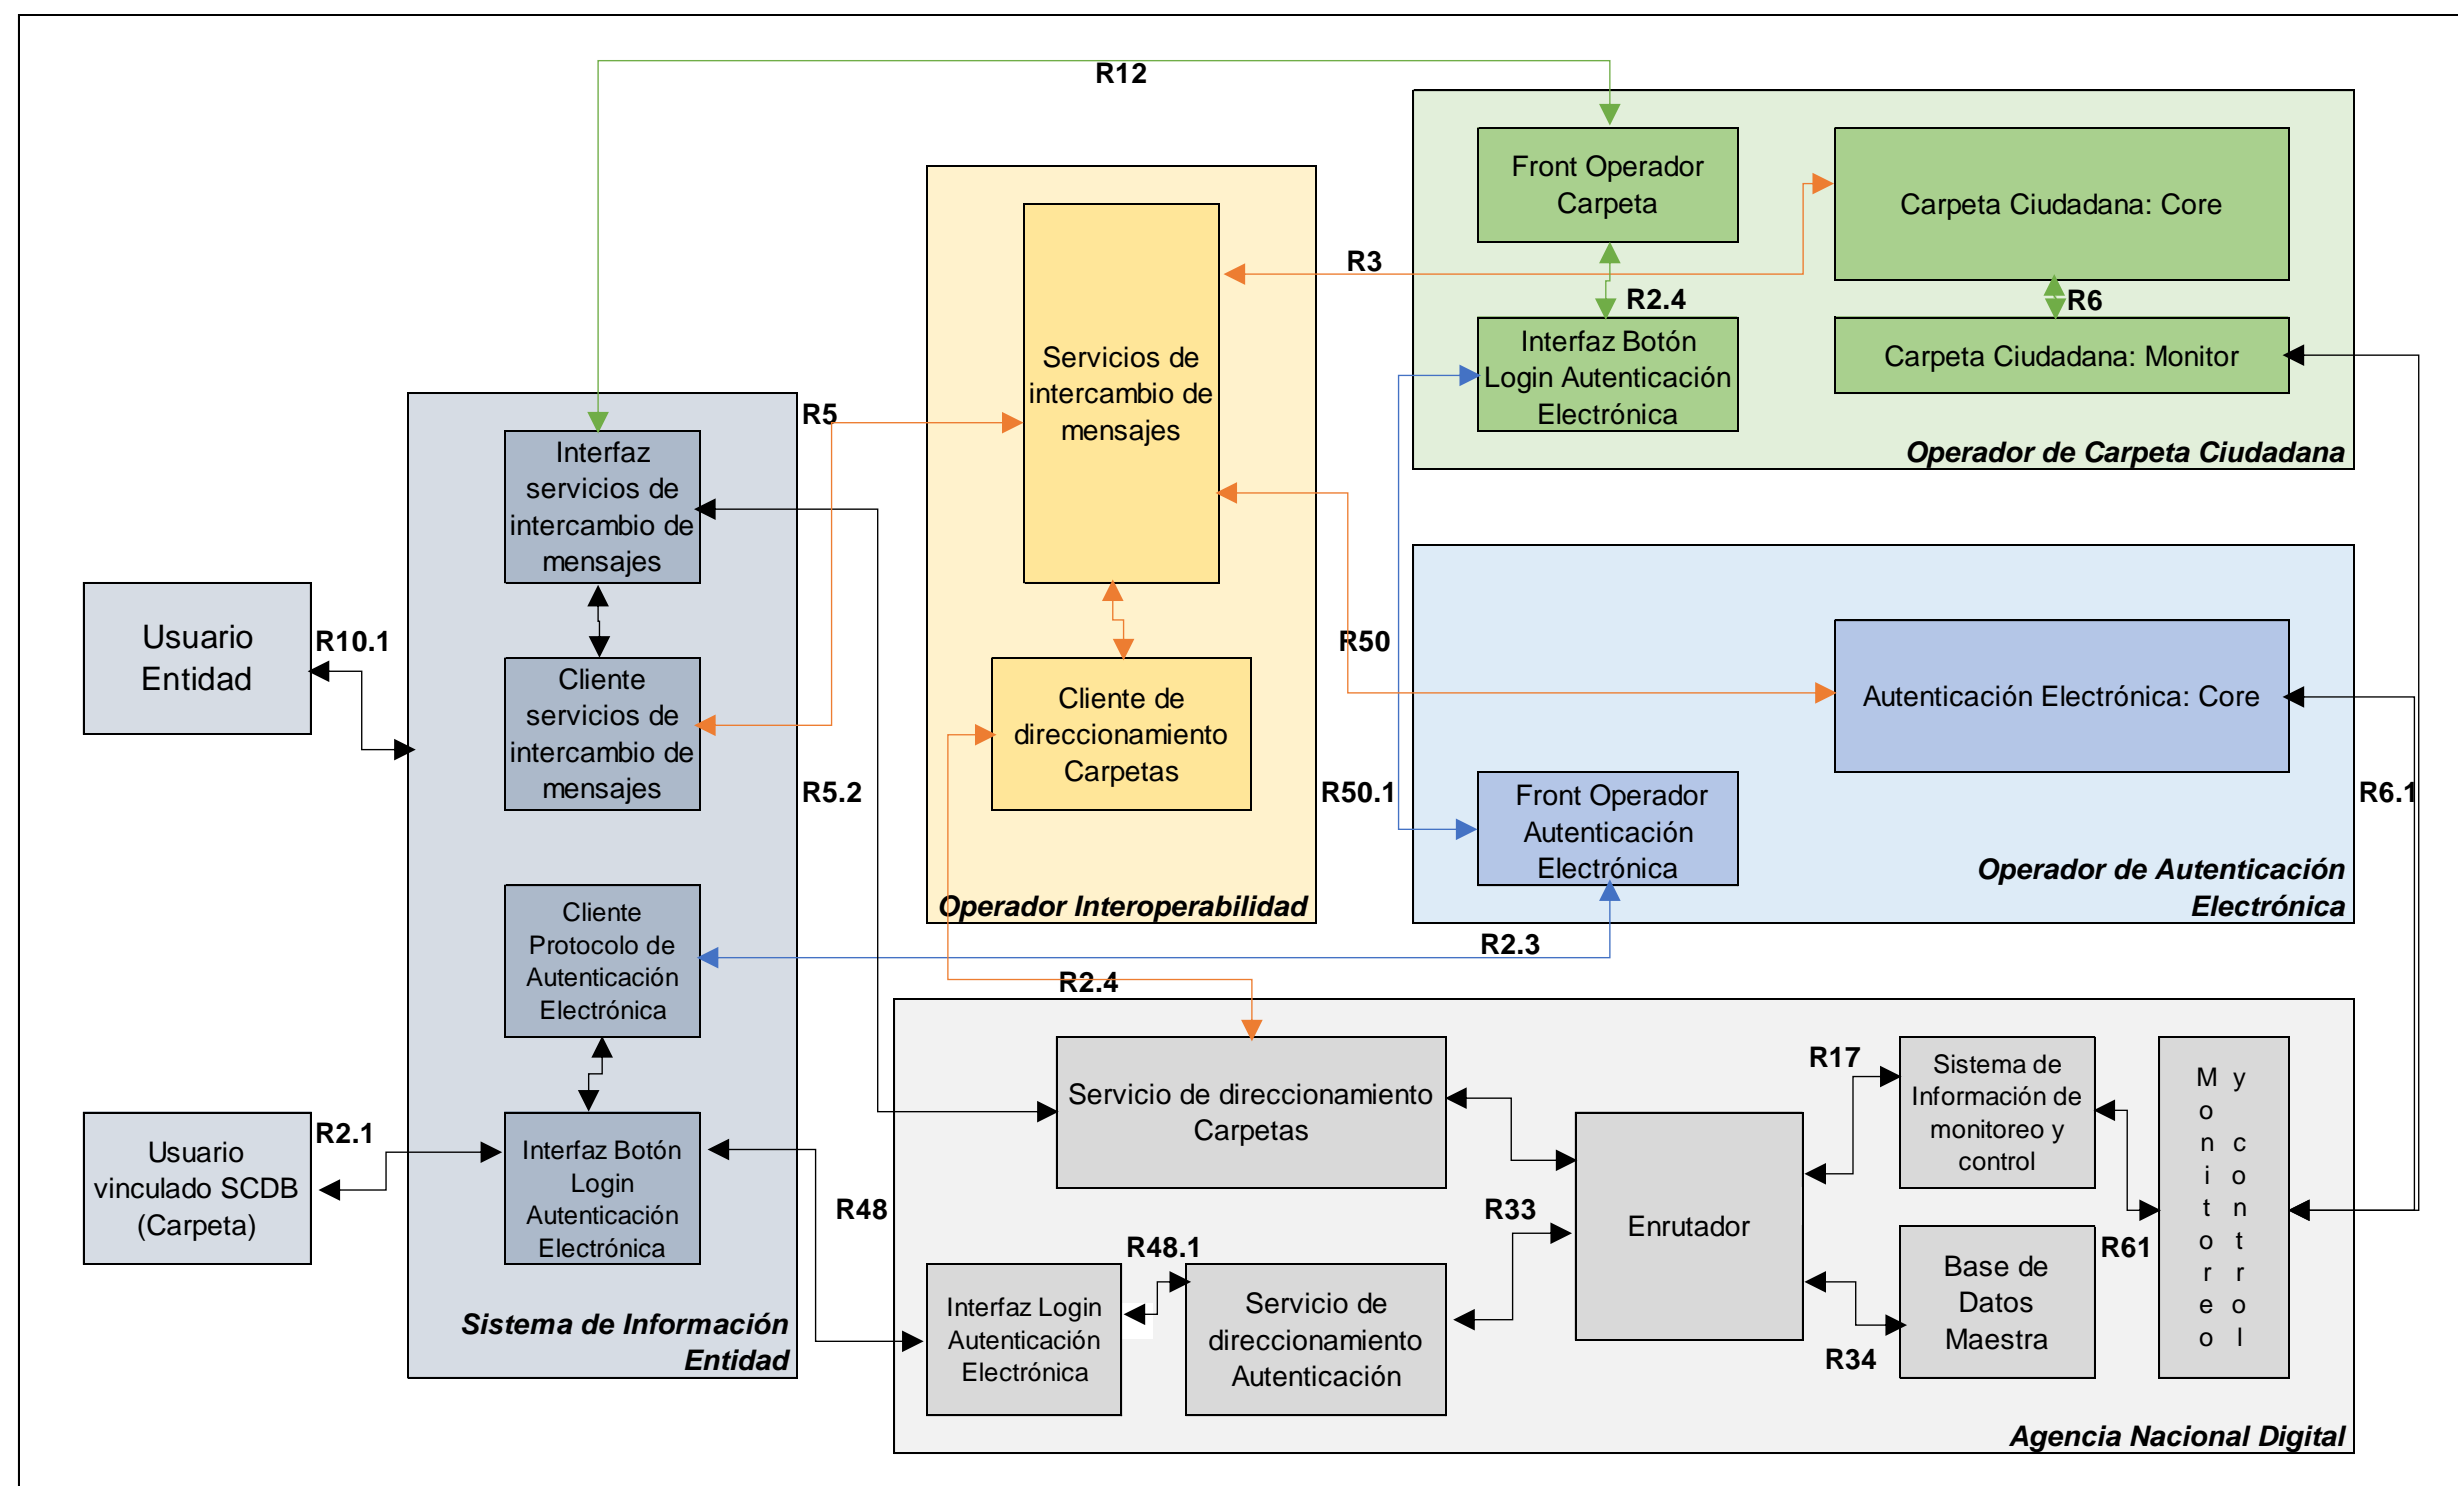 R12
Front Operador
Carpeta
Carpeta Ciudadana: Core
R3
R2.4
R6
Interfaz Botón
Login Autenticación
Electrónica
Carpeta Ciudadana: Monitor
Operador de Carpeta Ciudadana
Servicios de
intercambio de
mensajes
R5
Interfaz
servicios de
intercambio de
mensajes
Usuario
Entidad
R10.1
Cliente
servicios de
intercambio de
mensajes
R5.2
Cliente de
direccionamiento
Carpetas
Operador Interoperabilidad
R50
R50.1
Autenticación Electrónica: Core
Front Operador
Autenticación
Electrónica
Operador de Autenticación
Electrónica
R6.1
Cliente
Protocolo de
Autenticación
Electrónica
R2.3
R2.4
Usuario
vinculado SCDB
(Carpeta)
R2.1
Interfaz Botón
Login
Autenticación
Electrónica
Sistema de Información
Entidad
R48
Servicio de direccionamiento
Carpetas
R48.1
Interfaz Login
Autenticación
Electrónica
Servicio de
direccionamiento
Autenticación
R33
Enrutador
R17
Sistema de
Información de
monitoreo y
control
R61
Base de
Datos
Maestra
R34
Monitoreo
y control
Agencia Nacional Digital